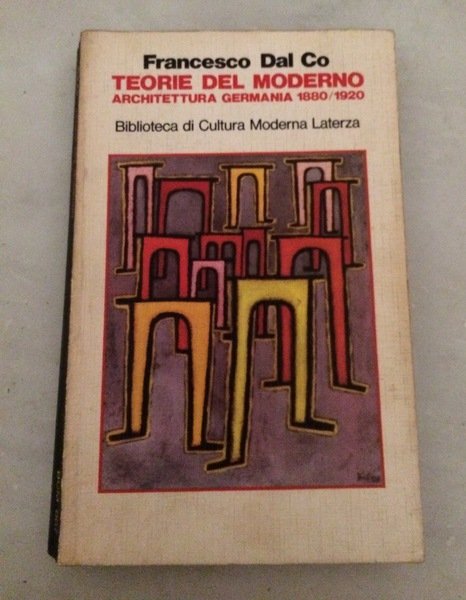 Francesco Dal Co
TEORIE DEL MODERNO
ARCHITETTURA GERMANIA 1880/1920
Biblioteca di Cultura Moderna Laterza